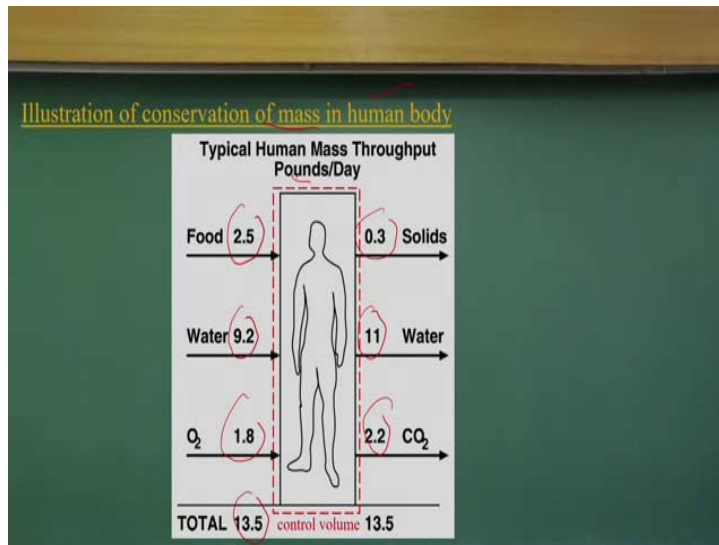 Illustration of conservation of mass in human body
Typical Human Mass Throughput
Pounds/Day
Food 2.5 0.3 Solids
Water 9.2 11 Water
O₂ 1.8 2.2 CO₂
TOTAL 13.5 control volume 13.5